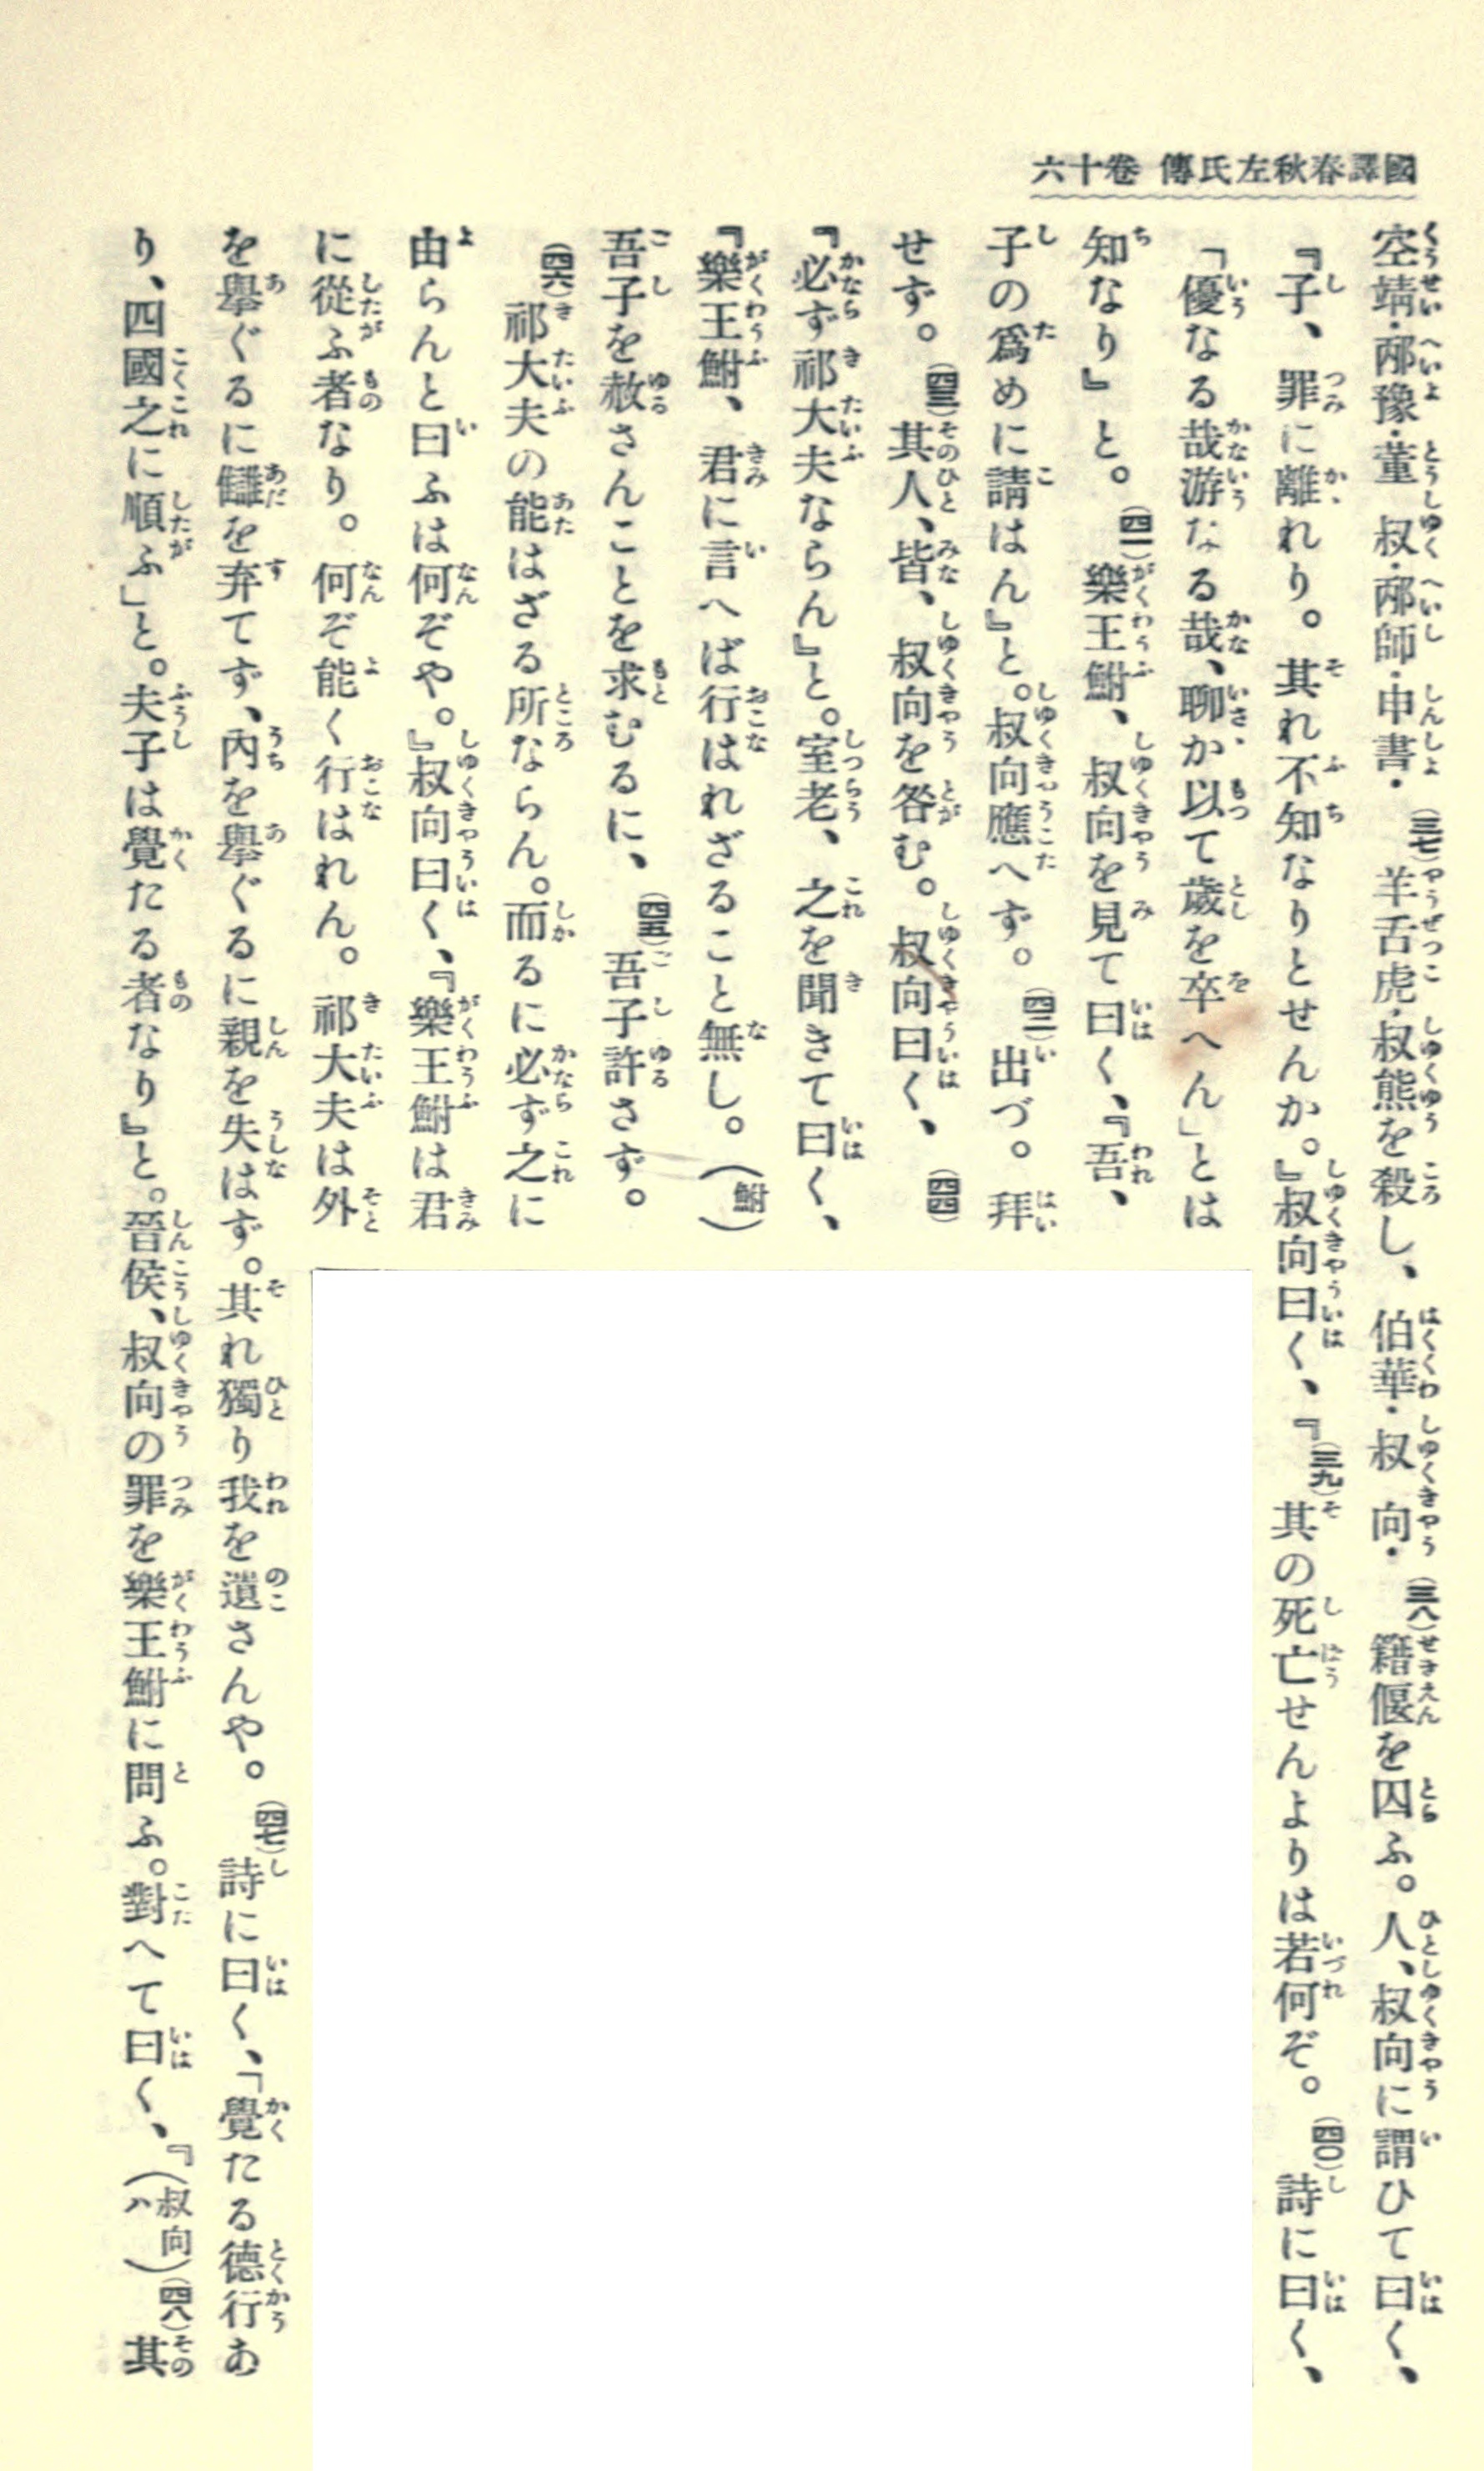 國譯春秋左氏傳 卷十六
空靖・邴豫・董叔・邴師・申書・(三七)羊舌虎・叔熊を殺し、伯華・叔向・(三八)籍偃を囚ふ。人、叔向に謂ひて曰く、
『子、罪に離れり。其れ不知なりとせんか。』叔向曰く、『(三九)其の死亡せんよりは若何ぞ。(四〇)詩に曰く、
「優なる哉游なる哉、聊か以て歳を卒へん」とは
知なり』と。(四一)樂王鮒、叔向を見て曰く、『吾、
子の爲めに請はん』と。叔向應へず。(四二)出づ。拜
せず。(四三)其人、皆、叔向を咎む。叔向曰く、(四四)
『必ず祁大夫ならん』と。室老、之を聞きて曰く、
『樂王鮒、君に言へば行はれざること無し。(鮒)
吾子を赦さんことを求むるに、(四五)吾子許さず。
(四六)祁大夫の能はざる所ならん。而るに必ず之に
由らんと曰ふは何ぞや。』叔向曰く、『樂王鮒は君
に從ふ者なり。何ぞ能く行はれん。祁大夫は外
を擧ぐるに讎を弃てず、內を擧ぐるに親を失はず。其れ獨り我を遺さんや。(四七)詩に曰く、「覺たる德行あ
り、四國之に順ふ」と。夫子は覺たる者なり』と。晉侯、叔向の罪を樂王鮒に問ふ。對へて曰く、『(叔向ハ)(四八)其